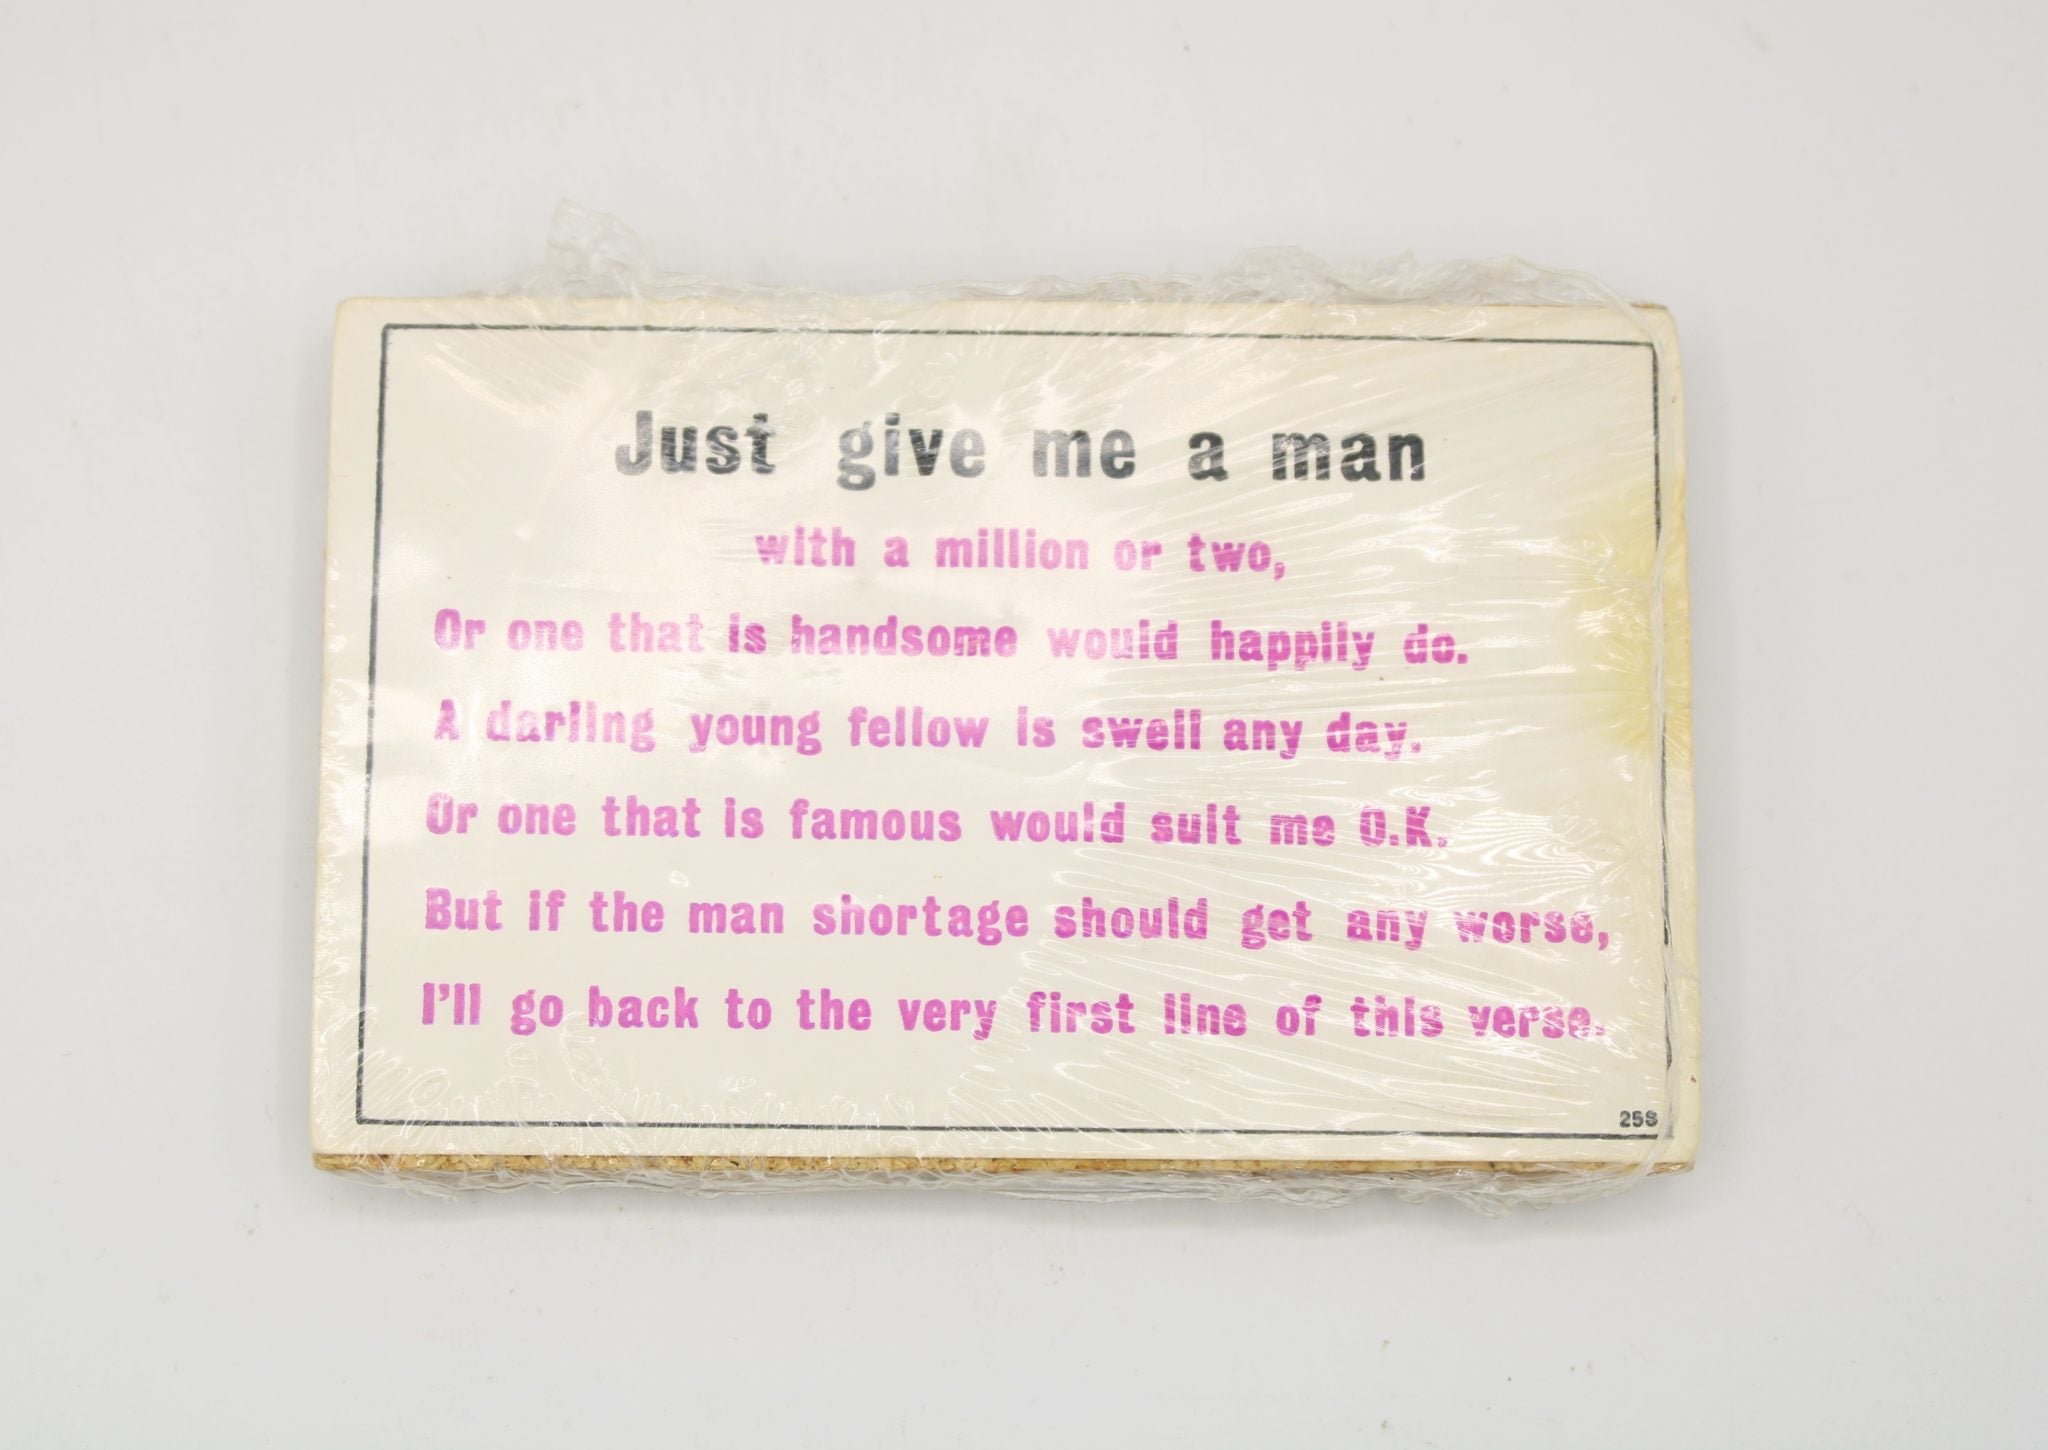 Just give me a man
with a million or two,
Or one that is handsome would happily do.
A darling young fellow is swell any day.
Or one that is famous would suit me O.K.
But if the man shortage should get any worse,
I'll go back to the very first line of this verse.
258